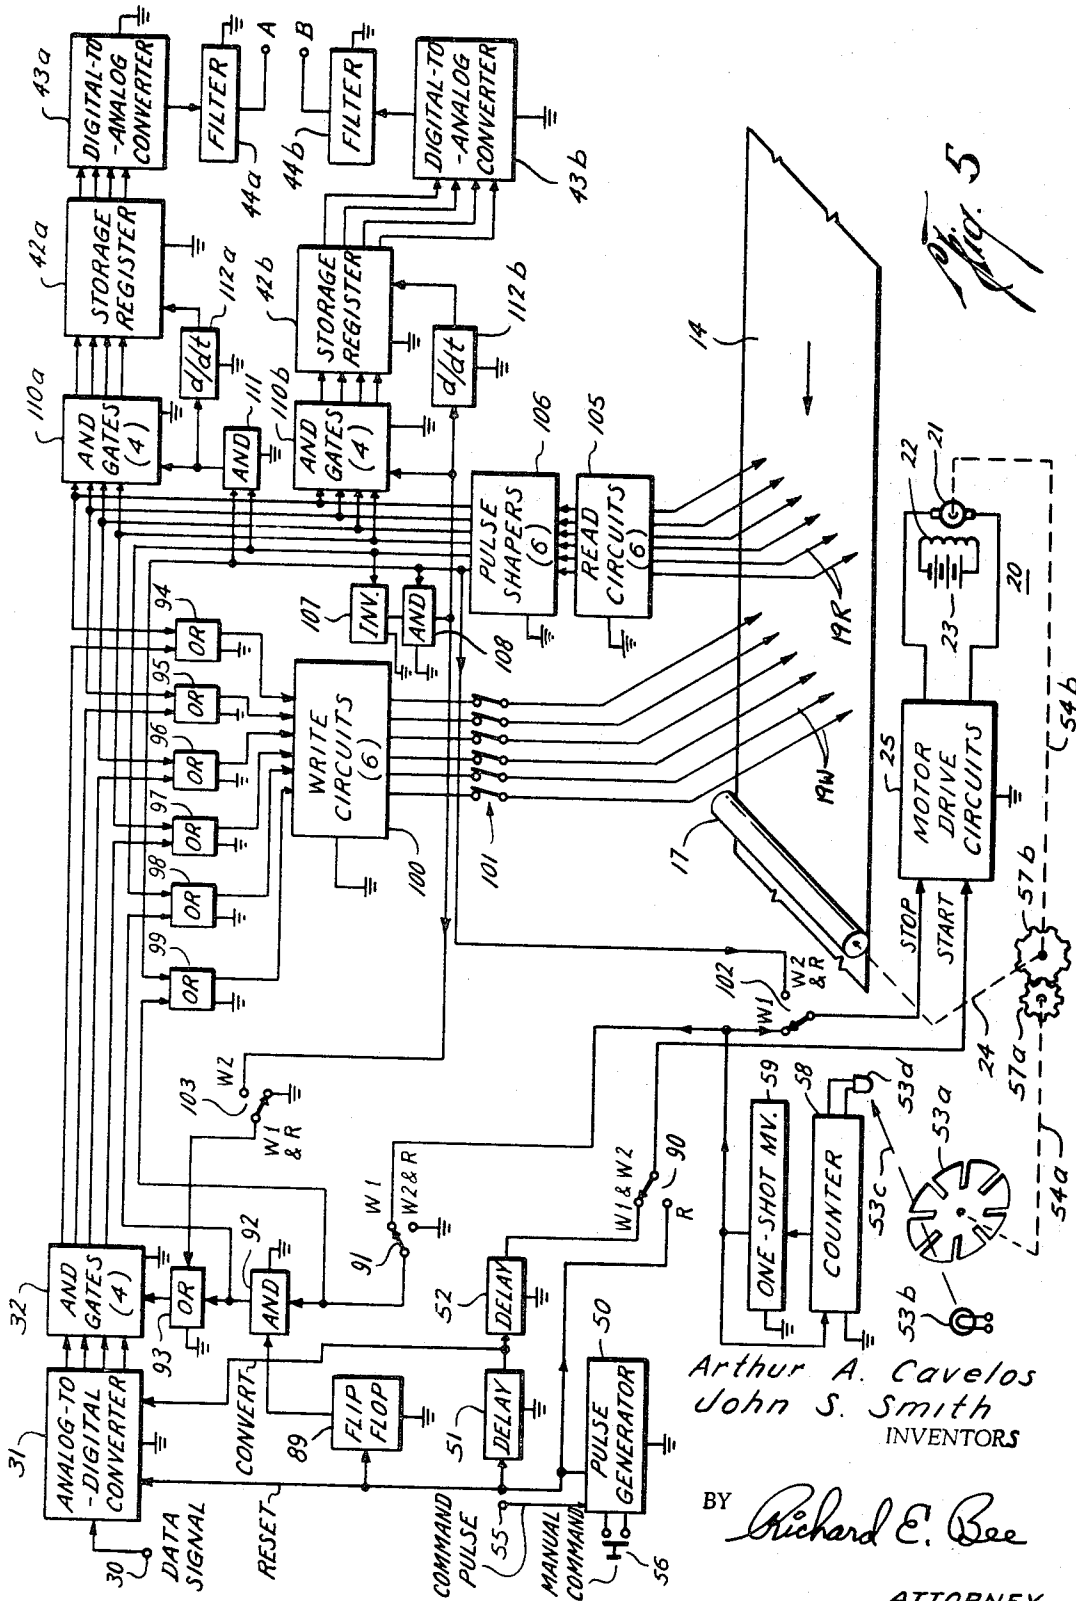 30
DATA
SIGNAL
31
ANALOG-TO
-DIGITAL
CONVERTER
RESET
CONVERT
32
AND
GATES
(4)
OR
93
AND
92
FLIP
FLOP
89
COMMAND
PULSE
55
MANUAL
COMMAND
56
DELAY
51
DELAY
52
PULSE
GENERATOR
50
W1
W2 & R
91
W1 & W2
R
90
W2
W1
& R
103
OR
99
OR
98
OR
97
OR
96
OR
95
OR
94
WRITE
CIRCUITS
(6)
100
101
INV.
107
AND
108
PULSE
SHAPERS
(6)
106
READ
CIRCUITS
(6)
105
110a
AND
GATES
(4)
AND
111
d/dt
112a
42a
STORAGE
REGISTER
43a
DIGITAL-TO
-ANALOG
CONVERTER
FILTER
44a
A
B
FILTER
44b
110b
AND
GATES
(4)
42b
STORAGE
REGISTER
d/dt
112b
DIGITAL-TO
-ANALOG
CONVERTER
43b
14
17
19W
19R
W1
102
W2
& R
STOP
START
MOTOR
DRIVE
CIRCUITS
25
20
21
22
23
24
54b
57b
57a
54a
ONE-SHOT MV.
59
COUNTER
58
53d
53c
53a
53b
Fig. 5
Arthur A. Cavelos
John S. Smith
INVENTORS
BY
Richard E. Bee
ATTORNEY